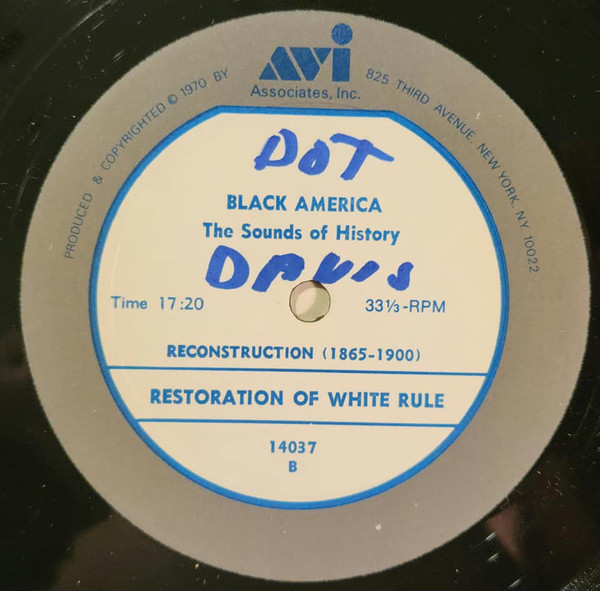 PRODUCED & COPYRIGHTED © 1970 BY
AVi
Associates, Inc.
825 THIRD AVENUE, NEW YORK, NY 10022
DOT
BLACK AMERICA
The Sounds of History
DAVIS
Time 17:20
33⅓-RPM
RECONSTRUCTION (1865-1900)
RESTORATION OF WHITE RULE
14037
B